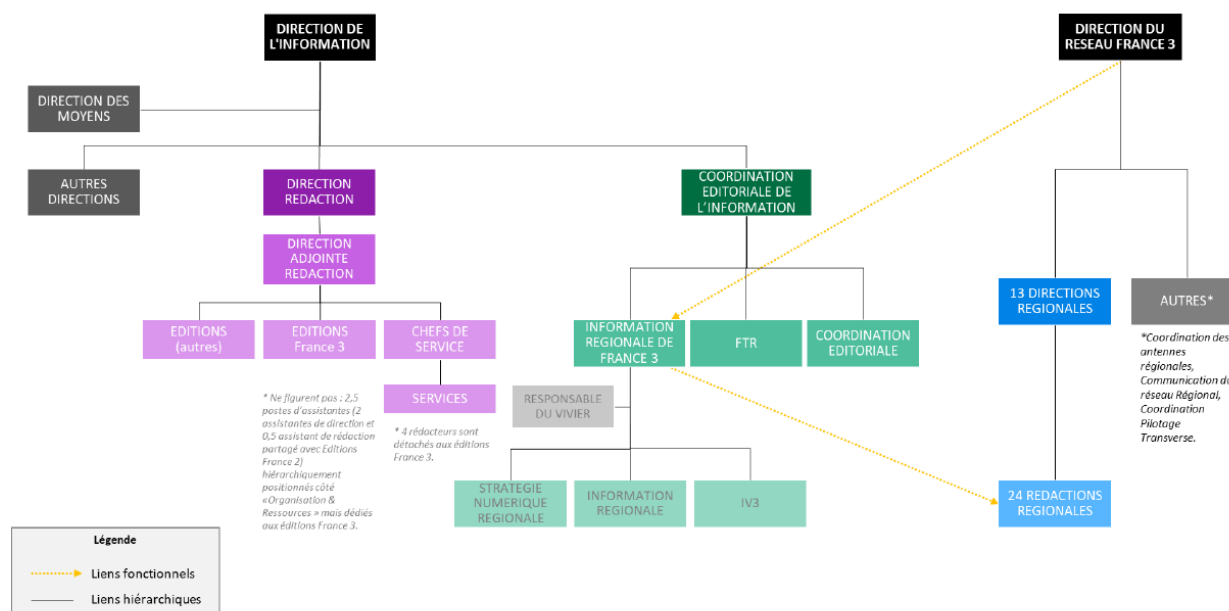 DIRECTION DE
L'INFORMATION
DIRECTION DU
RESEAU FRANCE 3
DIRECTION DES
MOYENS
AUTRES
DIRECTIONS
DIRECTION
REDACTION
COORDINATION
EDITORIALE DE
L’INFORMATION
DIRECTION
ADJOINTE
REDACTION
13 DIRECTIONS
REGIONALES
AUTRES*
EDITIONS
(autres)
EDITIONS
France 3
CHEFS DE
SERVICE
INFORMATION
REGIONALE DE
FRANCE 3
FTR
COORDINATION
EDITORIALE
*Coordination des
antennes
régionales,
Communication du
réseau Régional,
Coordination
Pilotage
Transverse.
RESPONSABLE
DU VIVIER
SERVICES
* Ne figurent pas : 2,5
postes d’assistantes (2
assistantes de direction et
0,5 assistant de rédaction
partagé avec Editions
France 2)
hiérarchiquement
positionnés côté
«Organisation &
Ressources » mais dédiés
aux éditions France 3.
* 4 rédacteurs sont
détachés aux éditions
France 3.
STRATEGIE
NUMERIQUE
REGIONALE
INFORMATION
REGIONALE
IV3
24 REDACTIONS
REGIONALES
Légende
Liens fonctionnels
Liens hiérarchiques